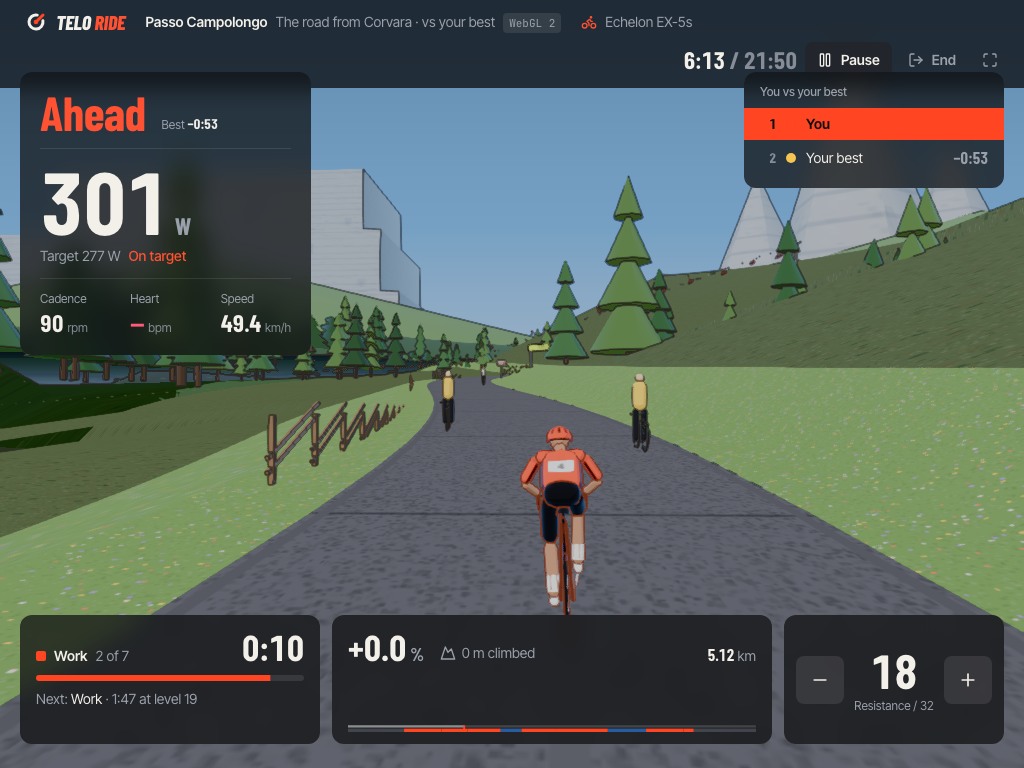 TELO RIDE Passo Campolongo The road from Corvara · vs your best WebGL 2 Echelon EX-5s
6:13 / 21:50 Pause End
Ahead Best −0:53
301 W
Target 277 W On target
Cadence Heart Speed
90 rpm – bpm 49.4 km/h
You vs your best
1 You
2 Your best −0:53
4
Work 2 of 7 0:10
Next: Work · 1:47 at level 19
+0.0 % 0 m climbed 5.12 km
− 18 +
Resistance / 32